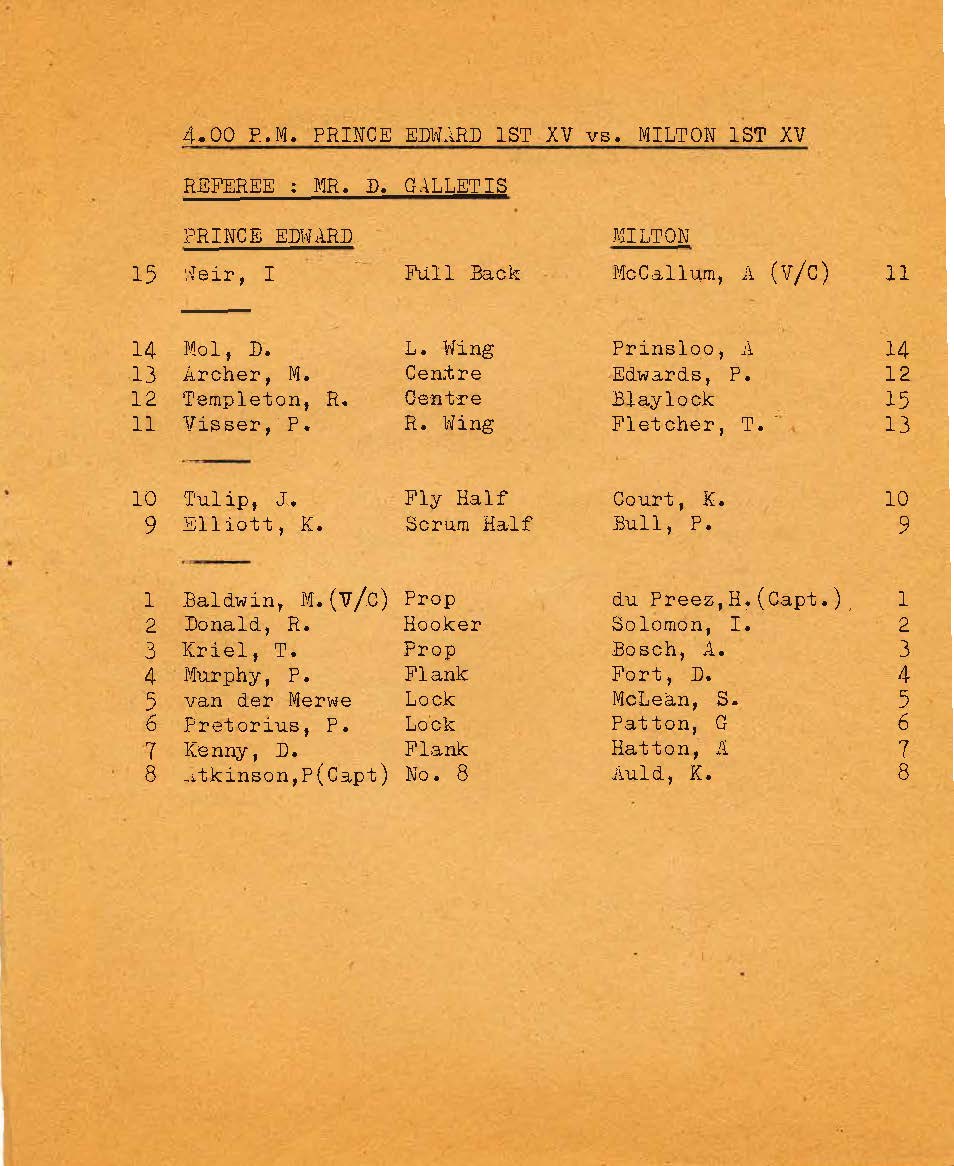 4.00 P.M. PRINCE EDWARD 1ST XV vs. MILTON 1ST XV
REFEREE : MR. D. GALLETIS
PRINCE EDWARD MILTON
15 Weir, I Full Back McCallum, A (V/C) 11
14 Mol, D. L. Wing Prinsloo, A 14
13 Archer, M. Centre Edwards, P. 12
12 Templeton, R. Centre Blaylock 15
11 Visser, P. R. Wing Fletcher, T. 13
10 Tulip, J. Fly Half Court, K. 10
9 Elliott, K. Scrum Half Bull, P. 9
1 Baldwin, M.(V/C) Prop du Preez,H.(Capt.) 1
2 Donald, R. Hooker Solomon, I. 2
3 Kriel, T. Prop Bosch, A. 3
4 Murphy, P. Flank Fort, D. 4
5 van der Merwe Lock McLean, S. 5
6 Pretorius, P. Lock Patton, G 6
7 Kenny, D. Flank Hatton, A 7
8 Atkinson,P(Capt) No. 8 Auld, K. 8